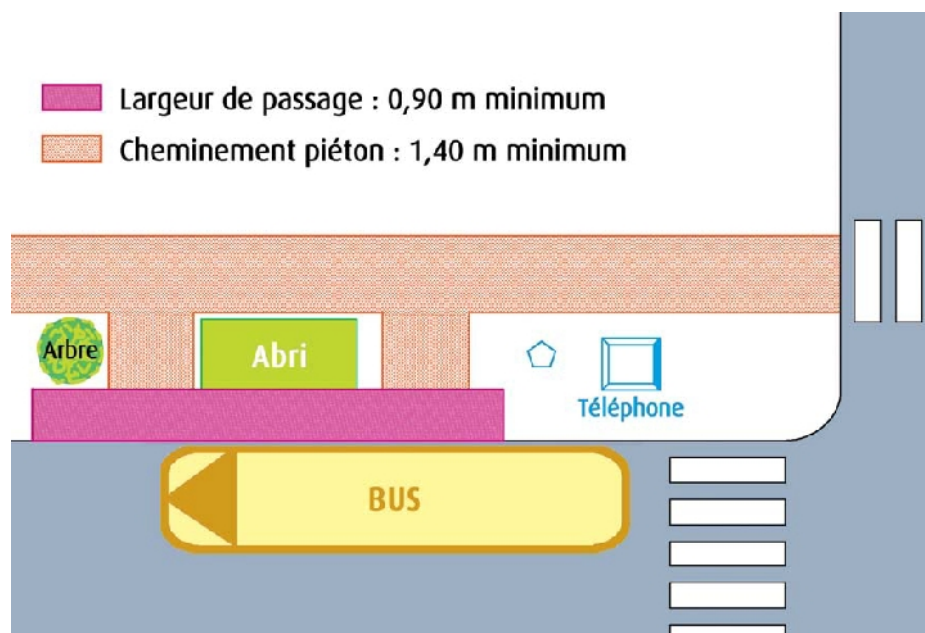 Largeur de passage : 0,90 m minimum
Cheminement piéton : 1,40 m minimum
Arbre
Abri
Téléphone
BUS